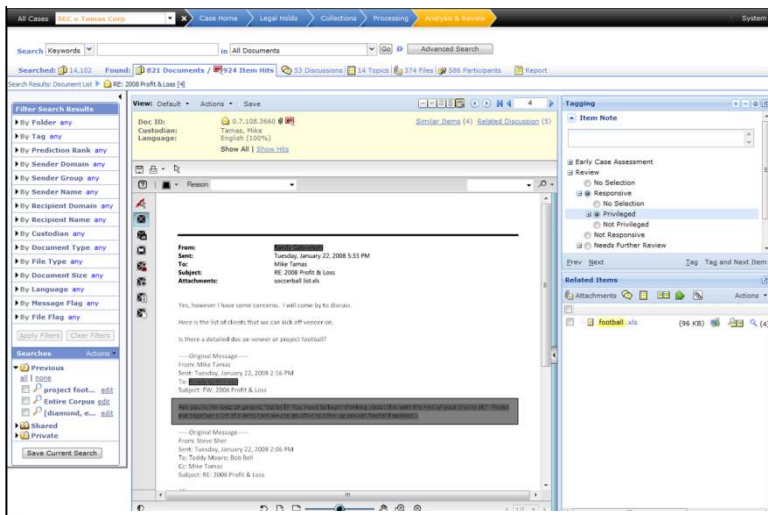 All Cases SEC v Tamas Corp Case Home Legal Holds Collections Processing Analysis & Review System
Search Keywords in All Documents Go Advanced Search
Searched: 14,102 Found: 821 Documents / 924 Item Hits 53 Discussions 14 Topics 374 Files 586 Participants Report
Search Results: Document List RE: 2008 Profit & Loss [4]
Filter Search Results
By Folder any
By Tag any
By Prediction Rank any
By Sender Domain any
By Sender Group any
By Sender Name any
By Recipient Domain any
By Recipient Name any
By Custodian any
By Document Type any
By File Type any
By Document Size any
By Language any
By Message Flag any
By File Flag any
Apply Filters Clear Filters
Searches Actions
Previous
all | none
project foot... edit
Entire Corpus edit
[diamond, e... edit
Shared
Private
Save Current Search
View: Default Actions Save 4
Doc ID: 0.7.108.3660
Custodian: Tamas, Mike
Language: English (100%)
Show All | Show Hits
Similar Items (4) Related Discussion (5)
Reason
From:
Sent: Tuesday, January 22, 2008 5:33 PM
To: Mike Tamas
Subject: RE: 2008 Profit & Loss
Attachments: soccerball list.xls
Yes, however I have some concerns. I will come by to discuss.
Here is the list of clients that we can kick off veneer on.
Is there a detailed doc on veneer or project football?
-----Original Message-----
From: Mike Tamas
Sent: Tuesday, January 22, 2008 2:16 PM
To:
Subject: FW: 2008 Profit & Loss
-----Original Message-----
From: Steve Sher
Sent: Tuesday, January 22, 2008 2:06 PM
To: Teddy Moore; Bob Bell
Cc: Mike Tamas
Subject: RE: 2008 Profit & Loss
Tagging
Item Note
Early Case Assessment
Review
No Selection
Responsive
No Selection
Privileged
Not Privileged
Not Responsive
Needs Further Review
Prev Next Tag Tag and Next Item
Related Items
Attachments Actions
football.xls (96 KB)